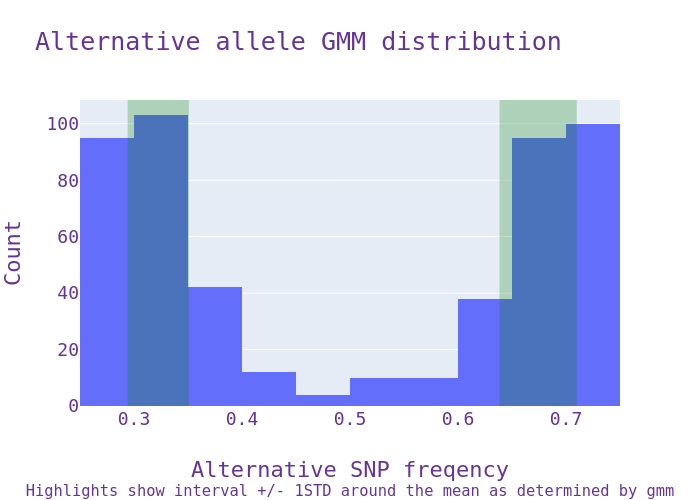 Alternative allele GMM distribution
100
80
60
40
20
0
Count
0.3 0.4 0.5 0.6 0.7
Alternative SNP freqency
Highlights show interval +/- 1STD around the mean as determined by gmm